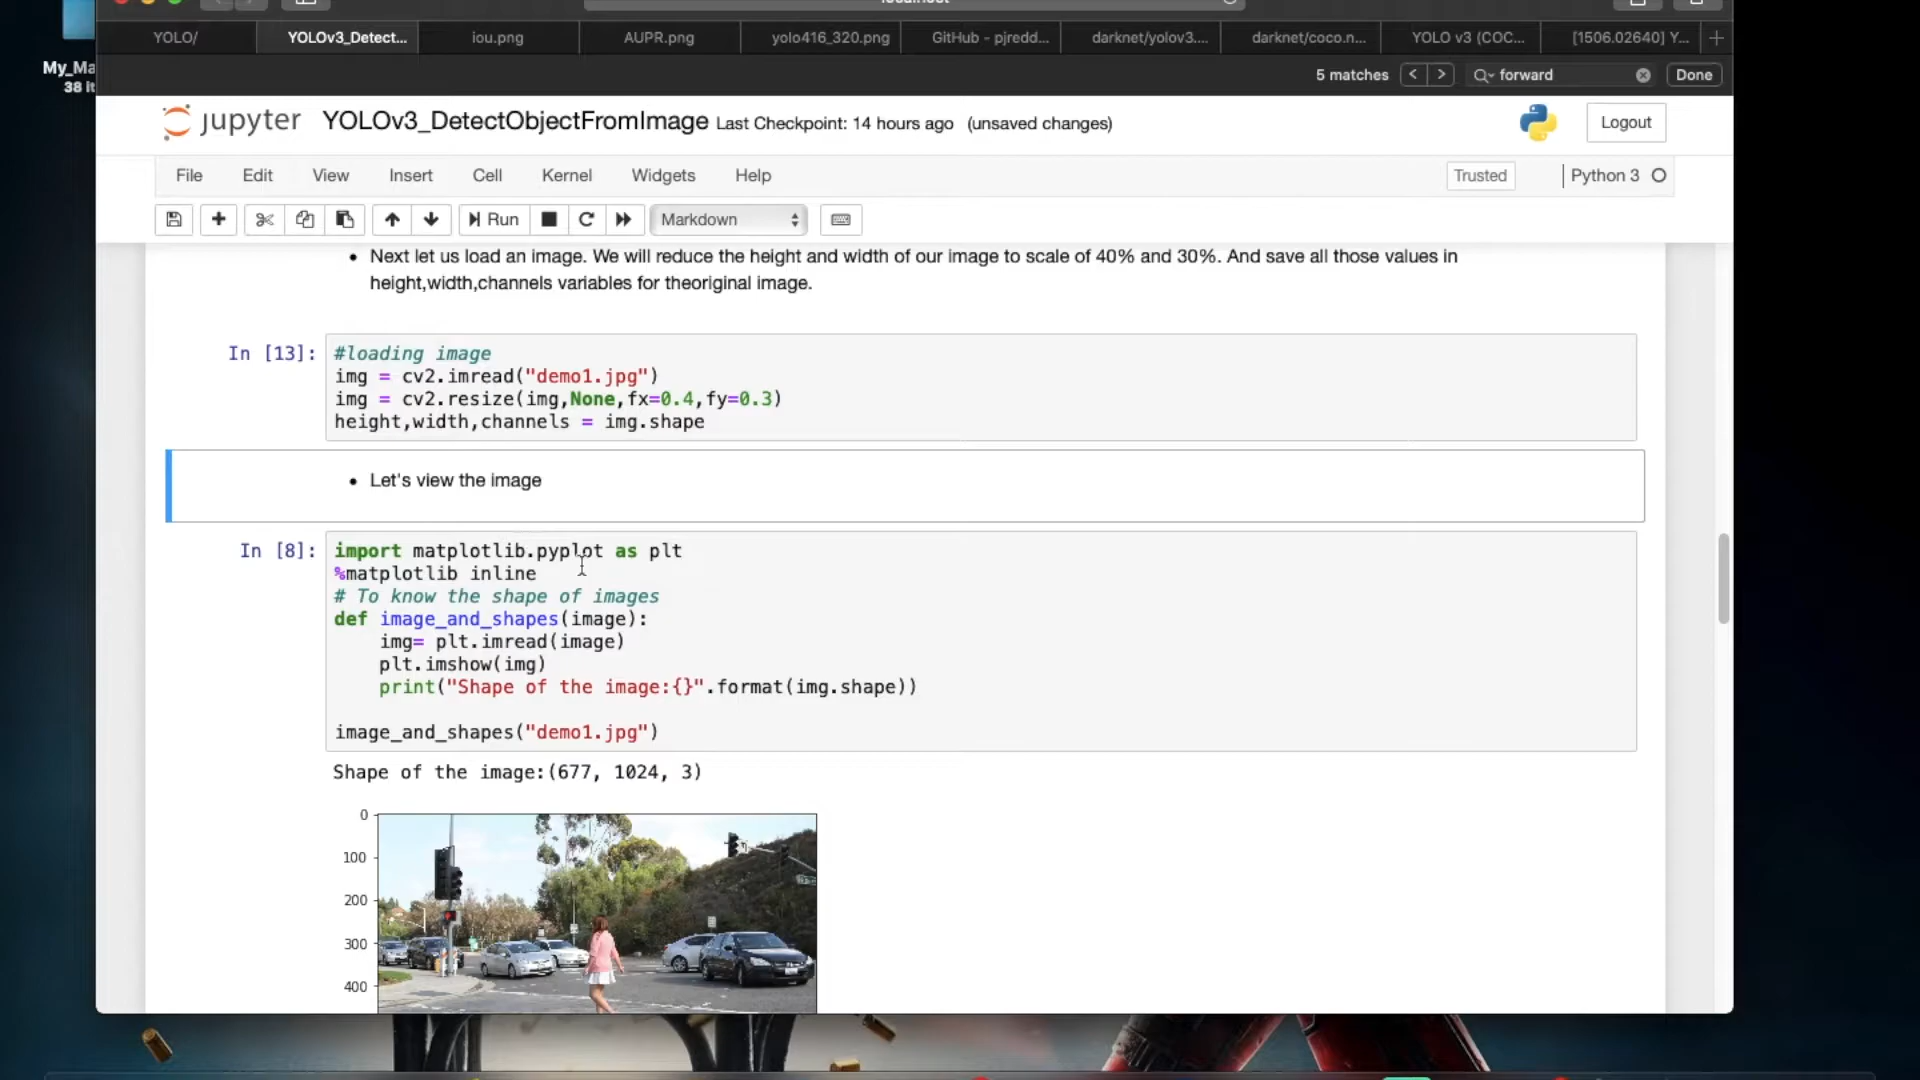 YOLO/
YOLOv3_Detect...
iou.png
AUPR.png
yolo416_320.png
GitHub - pjredd...
darknet/yolov3....
darknet/coco.n...
YOLO v3 (COC...
[1506.02640] Y...
My_Ma
5 matches
forward
Done
jupyter
YOLOv3_DetectObjectFromImage Last Checkpoint: 14 hours ago (unsaved changes)
Logout
File
Edit
View
Insert
Cell
Kernel
Widgets
Help
Trusted
Python 3
Run
Markdown
• Next let us load an image. We will reduce the height and width of our image to scale of 40% and 30%. And save all those values in
height,width,channels variables for theoriginal image.
In [13]:
#loading image
img = cv2.imread("demo1.jpg")
img = cv2.resize(img,None,fx=0.4,fy=0.3)
height,width,channels = img.shape
• Let's view the image
In [8]:
import matplotlib.pyplot as plt
%matplotlib inline
# To know the shape of images
def image_and_shapes(image):
img= plt.imread(image)
plt.imshow(img)
print("Shape of the image:{}".format(img.shape))
image_and_shapes("demo1.jpg")
Shape of the image:(677, 1024, 3)
0
100
200
300
400